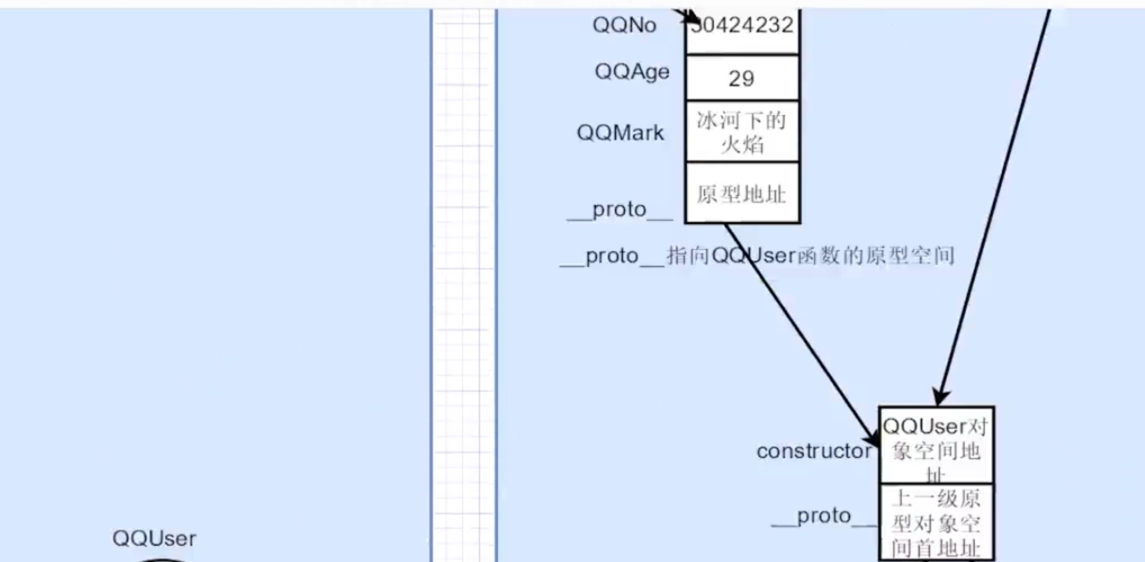 QQNo
30424232
QQAge
29
QQMark
冰河下的
火焰
__proto__
原型地址
__proto__指向QQUser函数的原型空间
constructor
QQUser对
象空间地
址
__proto__
上一级原
型对象空
间首地址
QQUser